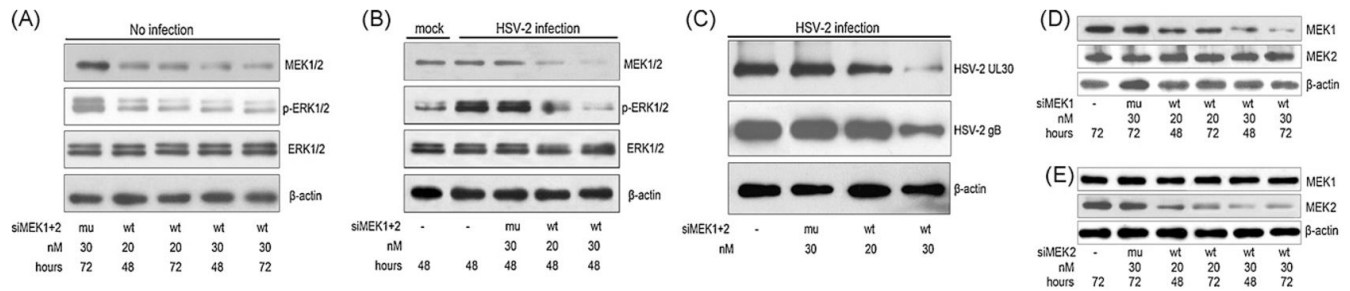 (A)
No infection
MEK1/2
p-ERK1/2
ERK1/2
β-actin
siMEK1+2 mu wt wt wt wt
nM 30 20 20 30 30
hours 72 48 72 48 72
(B)
mock HSV-2 infection
MEK1/2
p-ERK1/2
ERK1/2
β-actin
siMEK1+2 - - mu wt wt
nM 30 20 30
hours 48 48 48 48 48
(C)
HSV-2 infection
HSV-2 UL30
HSV-2 gB
β-actin
siMEK1+2 - mu wt wt
nM 30 20 30
(D)
MEK1
MEK2
β-actin
siMEK1 - mu wt wt wt wt
nM 30 20 20 30 30
hours 72 72 48 72 48 72
(E)
MEK1
MEK2
β-actin
siMEK2 - mu wt wt wt wt
nM 30 20 20 30 30
hours 72 72 48 72 48 72